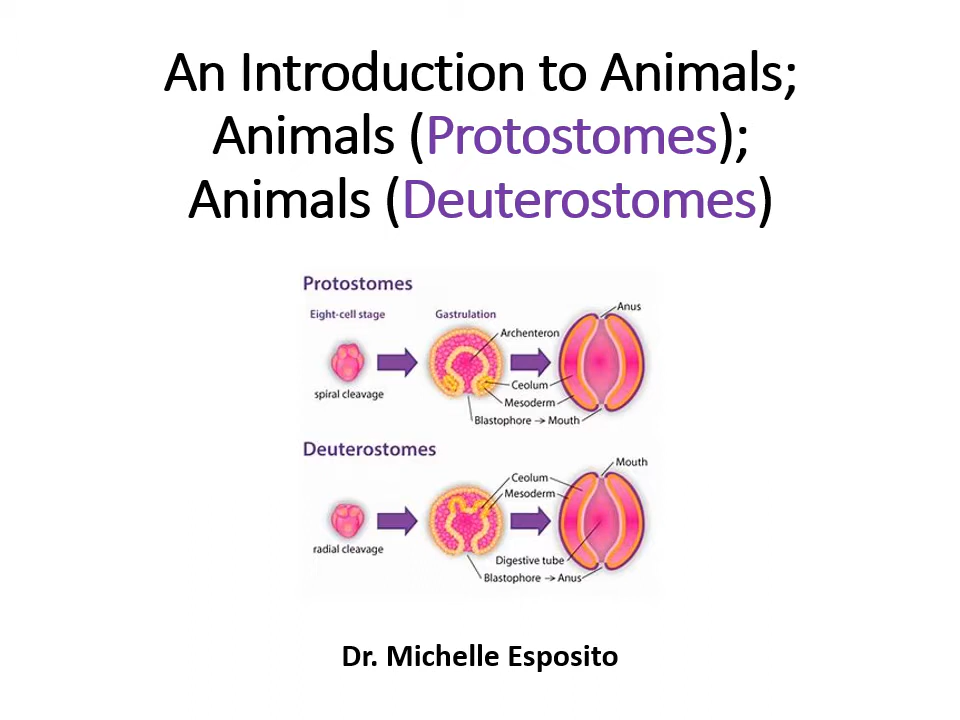 An Introduction to Animals;
Animals (Protostomes);
Animals (Deuterostomes)
Protostomes
Eight-cell stage
Gastrulation
Anus
Archenteron
spiral cleavage
Ceolum
Mesoderm
Blastophore → Mouth
Deuterostomes
Mouth
Ceolum
Mesoderm
radial cleavage
Digestive tube
Blastophore → Anus
Dr. Michelle Esposito